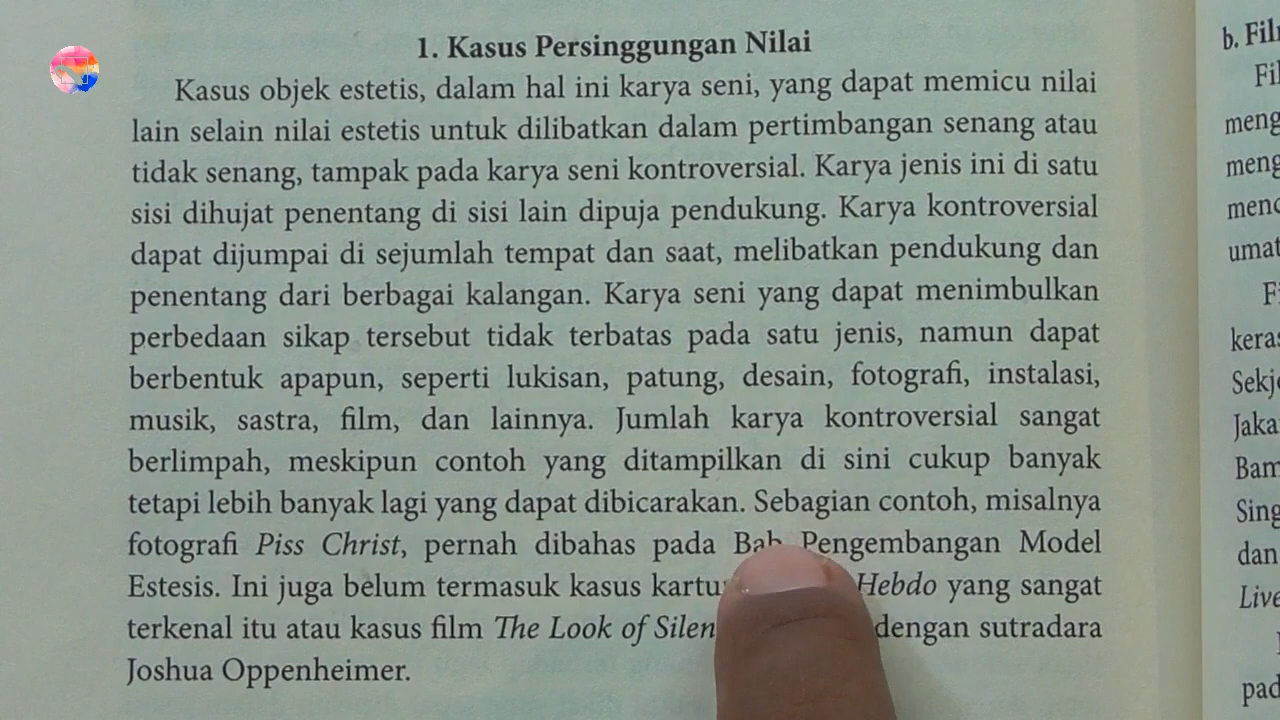 1. Kasus Persinggungan Nilai
Kasus objek estetis, dalam hal ini karya seni, yang dapat memicu nilai
lain selain nilai estetis untuk dilibatkan dalam pertimbangan senang atau
tidak senang, tampak pada karya seni kontroversial. Karya jenis ini di satu
sisi dihujat penentang di sisi lain dipuja pendukung. Karya kontroversial
dapat dijumpai di sejumlah tempat dan saat, melibatkan pendukung dan
penentang dari berbagai kalangan. Karya seni yang dapat menimbulkan
perbedaan sikap tersebut tidak terbatas pada satu jenis, namun dapat
berbentuk apapun, seperti lukisan, patung, desain, fotografi, instalasi,
musik, sastra, film, dan lainnya. Jumlah karya kontroversial sangat
berlimpah, meskipun contoh yang ditampilkan di sini cukup banyak
tetapi lebih banyak lagi yang dapat dibicarakan. Sebagian contoh, misalnya
fotografi Piss Christ, pernah dibahas pada Bab Pengembangan Model
Estesis. Ini juga belum termasuk kasus Hebdo yang sangat
terkenal itu atau kasus film The Look of dengan sutradara
Joshua Oppenheimer.
b.
umat
dan